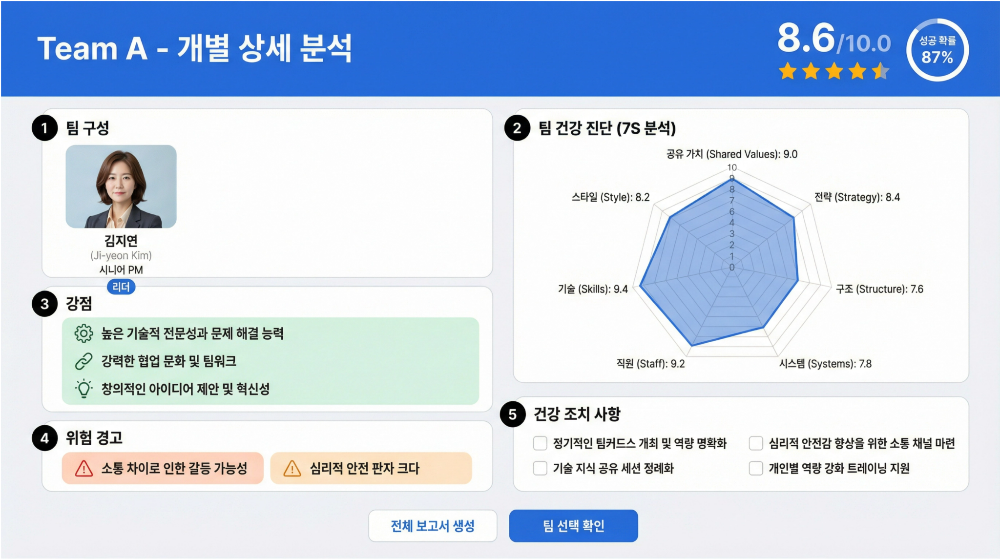 Team A - 개별 상세 분석
8.6/10.0
성공 확률
87%
1 팀 구성
김지연
(Ji-yeon Kim)
시니어 PM
리더
2 팀 건강 진단 (7S 분석)
공유 가치 (Shared Values): 9.0
전략 (Strategy): 8.4
구조 (Structure): 7.6
시스템 (Systems): 7.8
직원 (Staff): 9.2
기술 (Skills): 9.4
스타일 (Style): 8.2
10
9
8
7
6
4
3
2
1
0
3 강점
높은 기술적 전문성과 문제 해결 능력
강력한 협업 문화 및 팀워크
창의적인 아이디어 제안 및 혁신성
4 위험 경고
소통 차이로 인한 갈등 가능성
심리적 안전 판자 크다
5 건강 조치 사항
정기적인 팀커드스 개최 및 역량 명확화
심리적 안전감 향상을 위한 소통 채널 마련
기술 지식 공유 세션 정례화
개인별 역량 강화 트레이닝 지원
전체 보고서 생성
팀 선택 확인